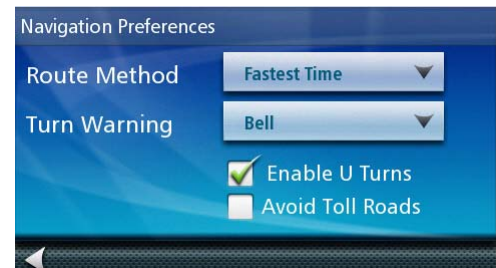 Navigation Preferences
Route Method Fastest Time
Turn Warning Bell
Enable U Turns
Avoid Toll Roads